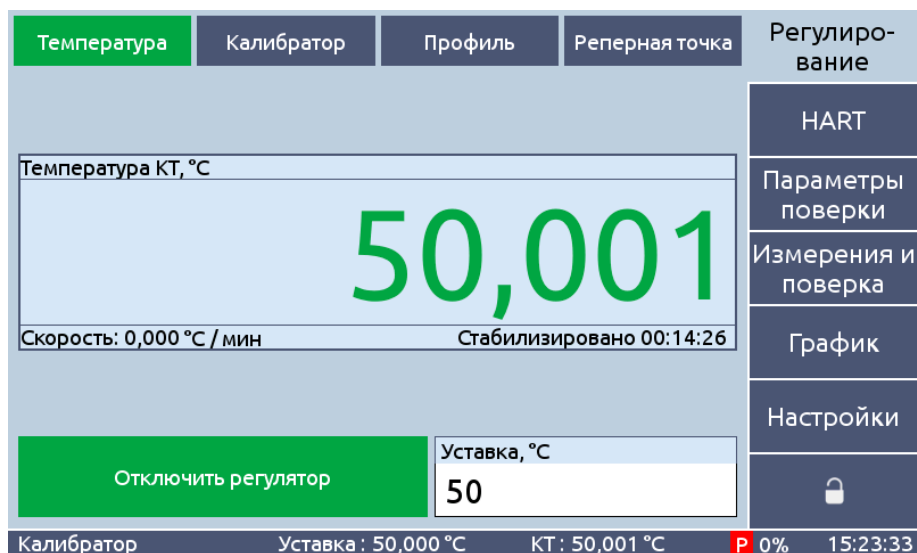 Температура
Калибратор
Профиль
Реперная точка
Регулиро-
вание
HART
Параметры
поверки
Измерения и
поверка
График
Настройки
Температура КТ, °C
50,001
Скорость: 0,000 °C / мин
Стабилизировано 00:14:26
Отключить регулятор
Уставка, °C
50
Калибратор
Уставка : 50,000 °C
КТ : 50,001 °C
P 0%
15:23:33